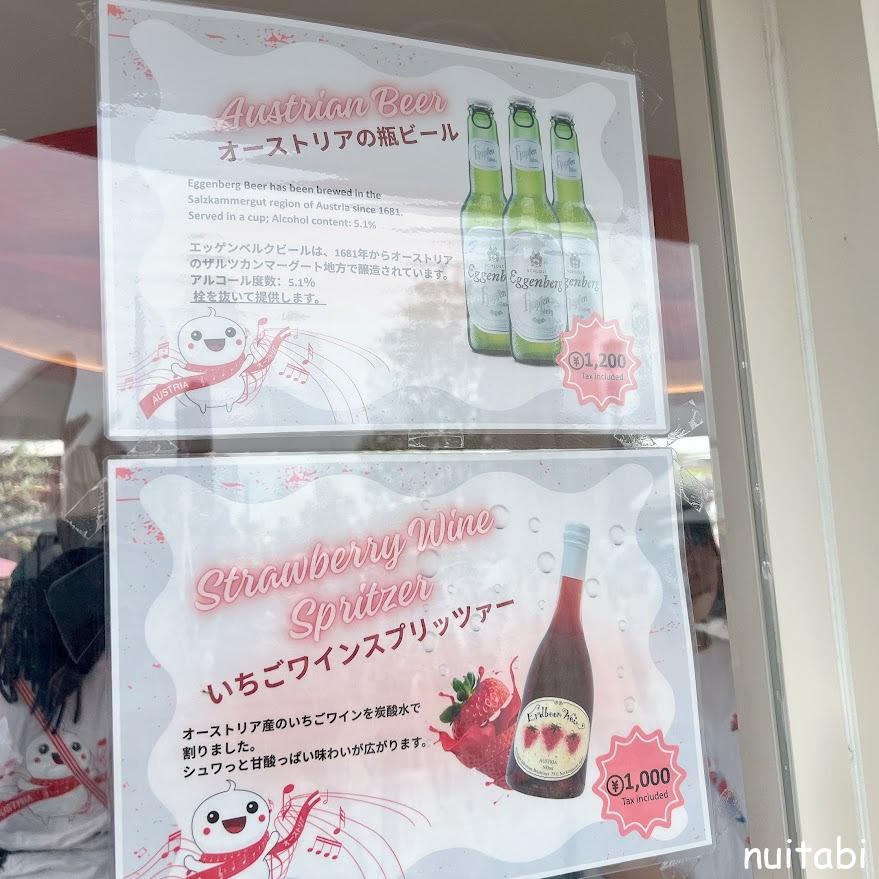 Austrian Beer
オーストリアの瓶ビール
Eggenberg Beer has been brewed in the
Salzkammergut region of Austria since 1681.
Served in a cup; Alcohol content: 5.1%
エッゲンベルクビールは、1681年からオーストリア
のザルツカンマーグート地方で醸造されています。
アルコール度数：5.1％
栓を抜いて提供します。
Eggenberg
Hopfen
¥1,200
Tax included
AUSTRIA
Strawberry Wine
Spritzer
いちごワインスプリッツァー
オーストリア産のいちごワインを炭酸水で
割りました。
シュワっと甘酸っぱい味わいが広がります。
Erdbeer Wein
AUSTRIA
¥1,000
Tax included
AUSTRIA
nuitabi